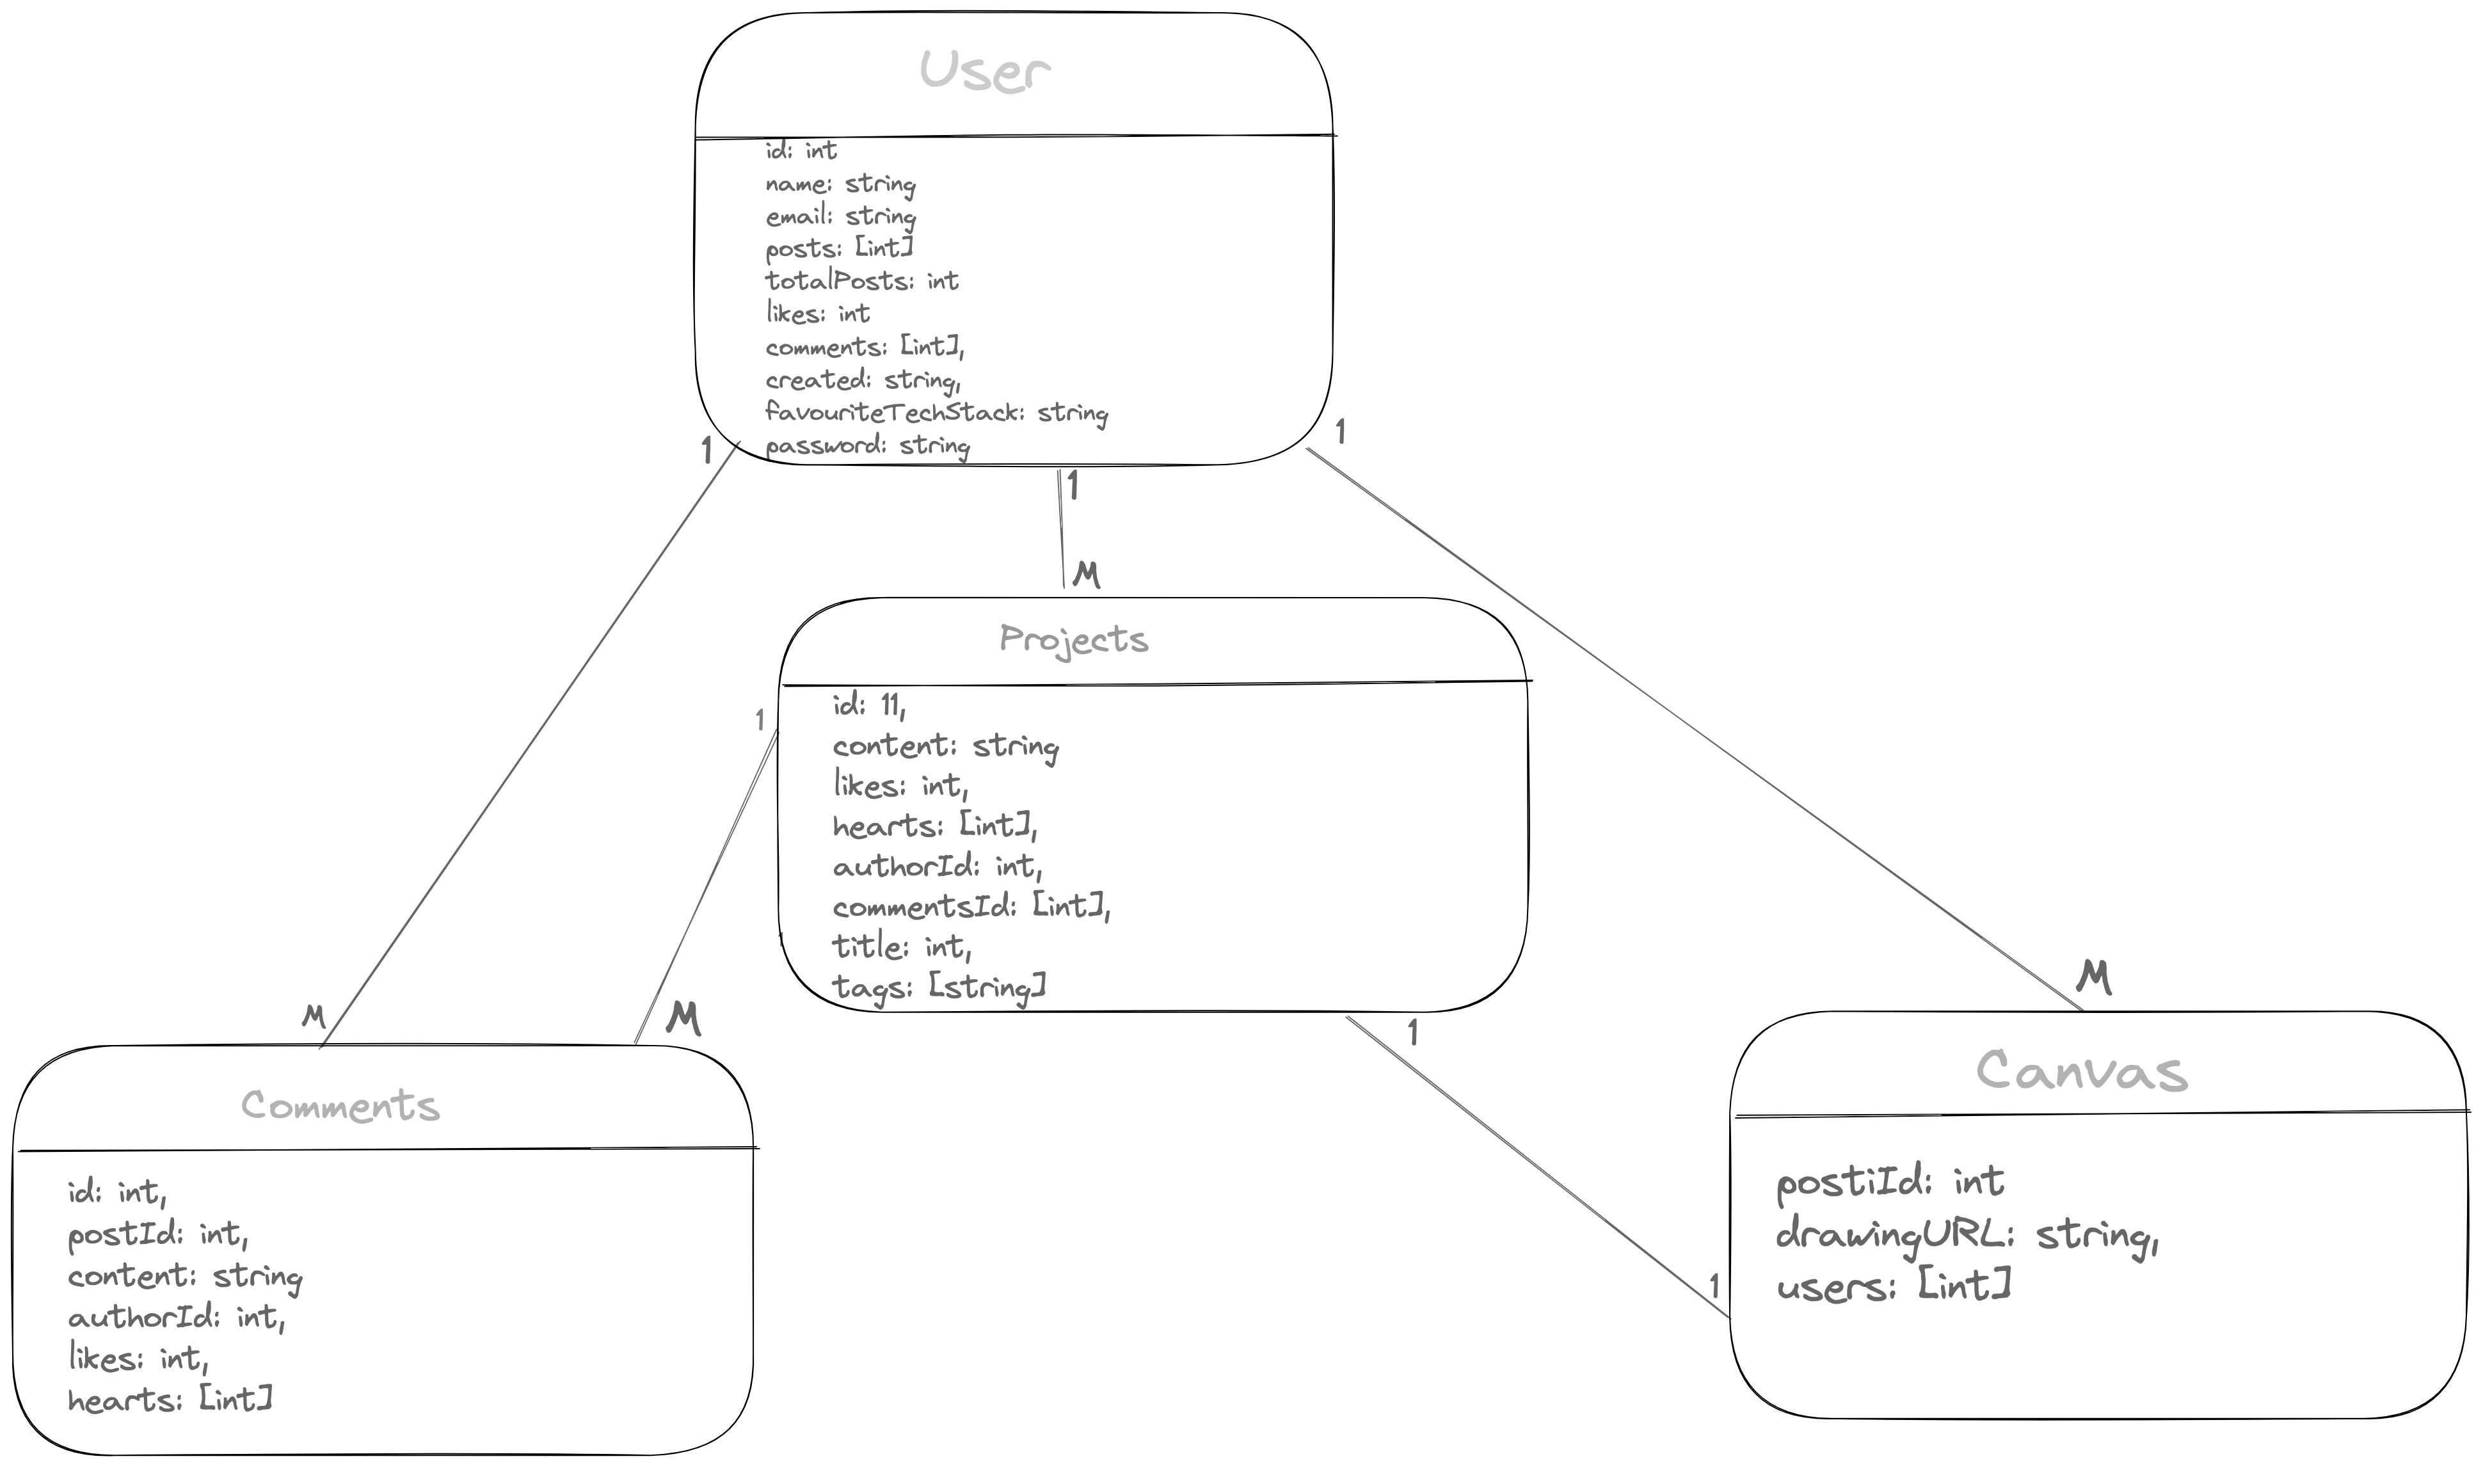 User
id: int
name: string
email: string
posts: [int]
totalPosts: int
likes: int
comments: [int],
created: string,
favouriteTechStack: string
password: string
1
1
1
M
Projects
id: 11,
content: string
likes: int,
hearts: [int],
authorId: int,
commentsId: [int],
title: int,
tags: [string]
1
M
M
1
1
M
Comments
id: int,
postId: int,
content: string
authorId: int,
likes: int,
hearts: [int]
Canvas
postiId: int
drawingURL: string,
users: [int]